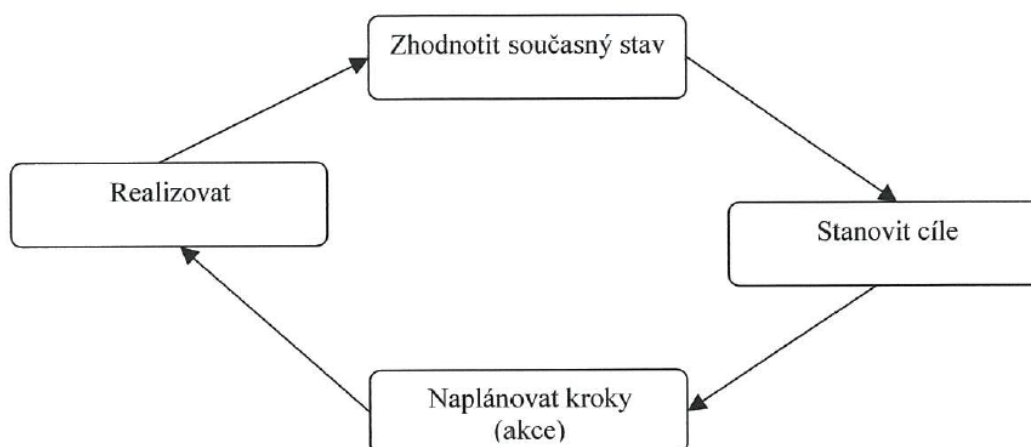 Zhodnotit současný stav
Realizovat
Stanovit cíle
Naplánovat kroky
(akce)